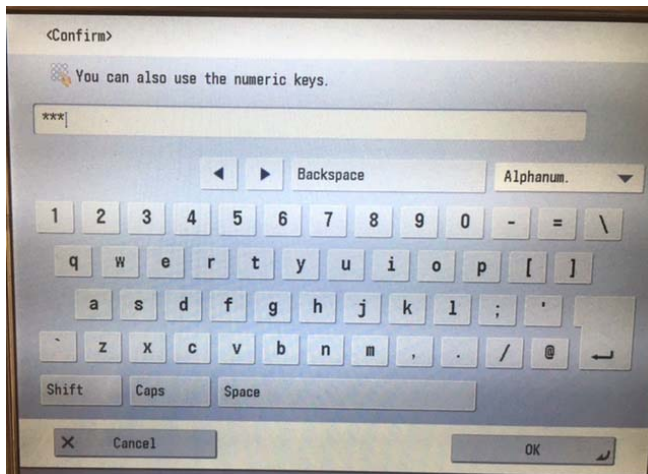 <Confirm>
You can also use the numeric keys.
***
Backspace Alphanum.
1 2 3 4 5 6 7 8 9 0 - = \
q w e r t y u i o p [ ]
a s d f g h j k l ; '
` z x c v b n m , . / @
Shift Caps Space
Cancel OK